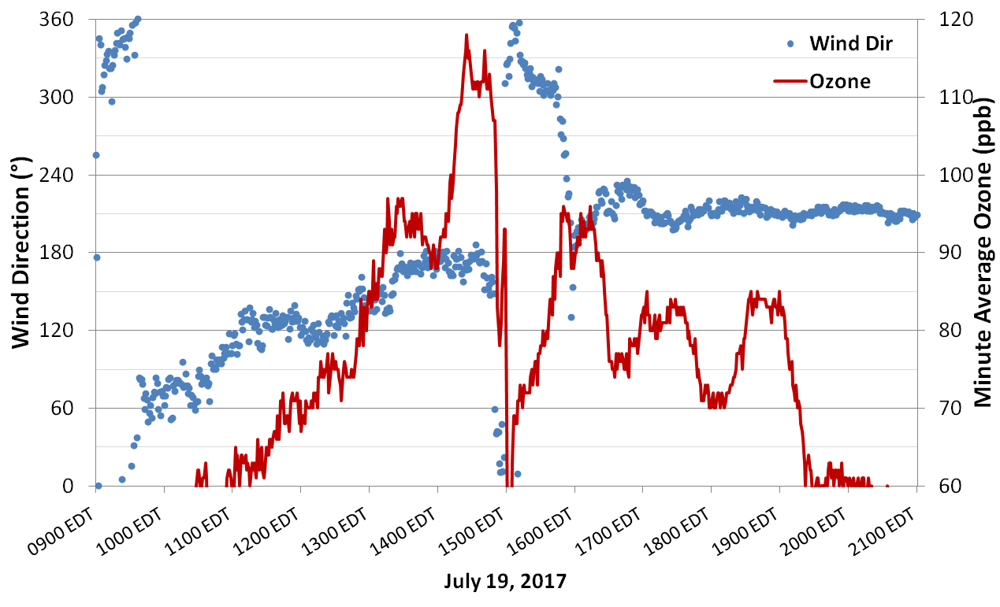 360
300
240
180
120
60
0
Wind Direction (°)
120
110
100
90
80
70
60
Minute Average Ozone (ppb)
Wind Dir
Ozone
0900 EDT
1000 EDT
1100 EDT
1200 EDT
1300 EDT
1400 EDT
1500 EDT
1600 EDT
1700 EDT
1800 EDT
1900 EDT
2000 EDT
2100 EDT
July 19, 2017